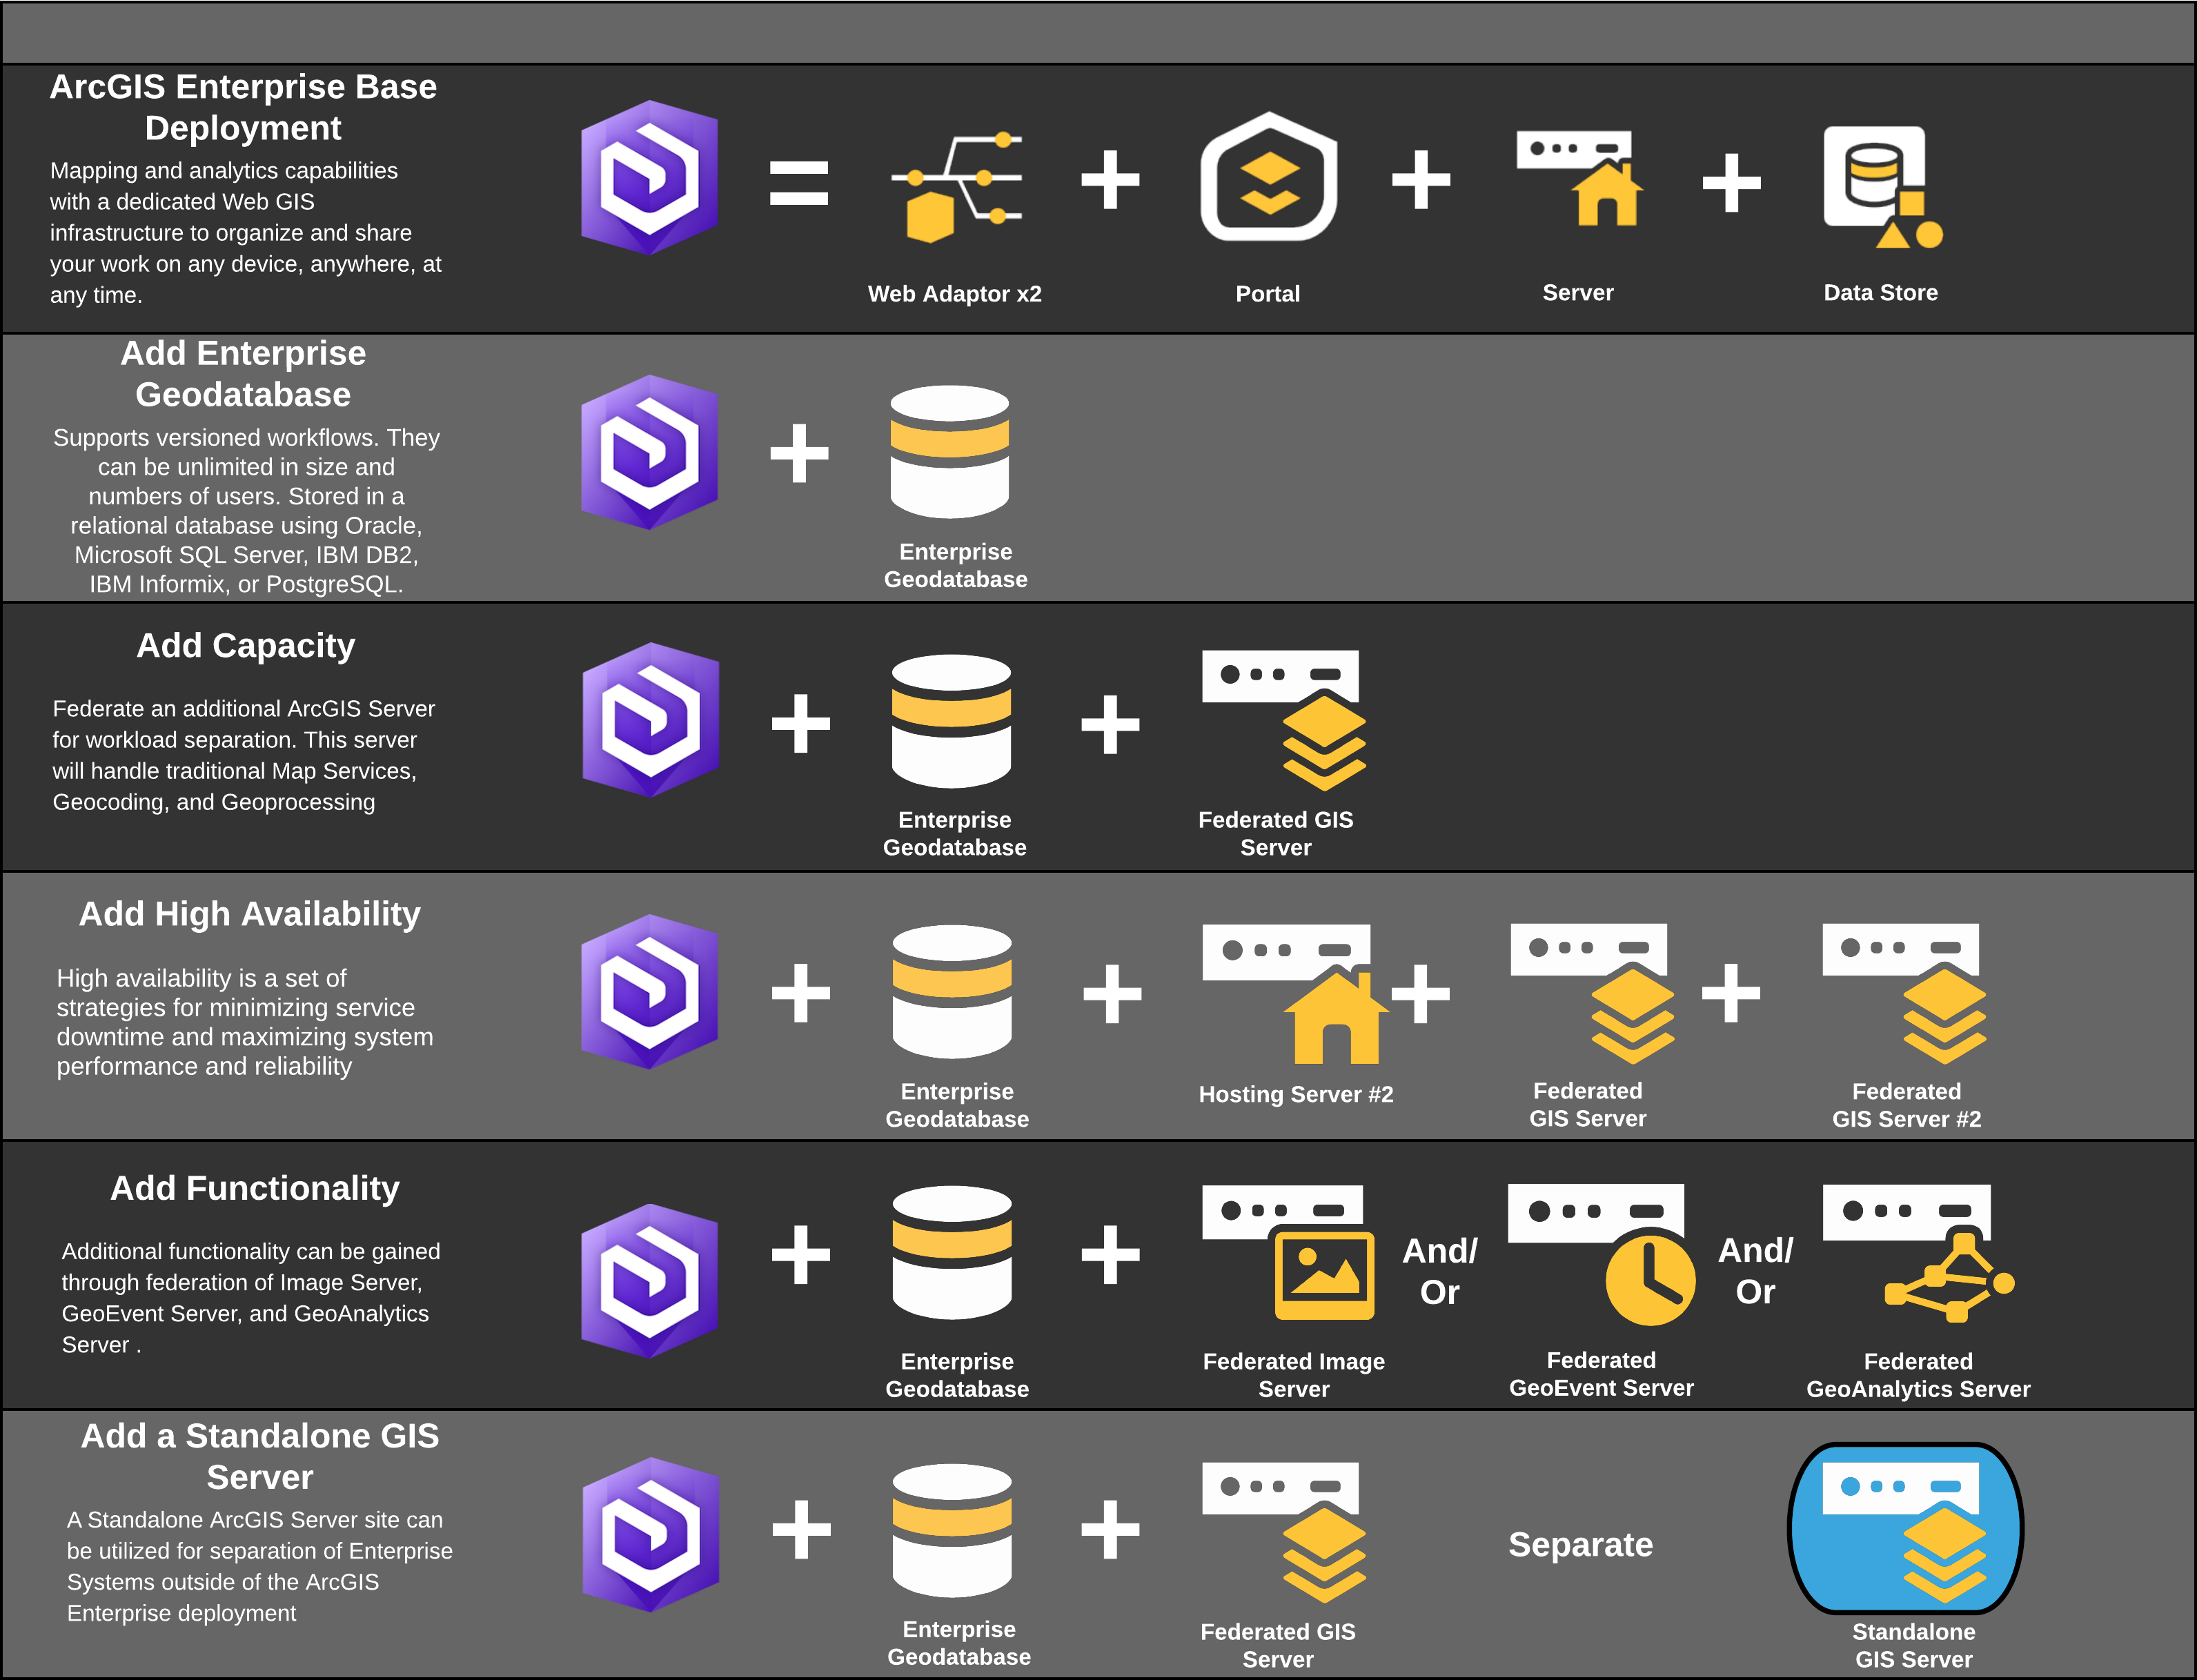 ArcGIS Enterprise Base
Deployment
Mapping and analytics capabilities
with a dedicated Web GIS
infrastructure to organize and share
your work on any device, anywhere, at
any time.
Web Adaptor x2
Portal
Server
Data Store
Add Enterprise
Geodatabase
Supports versioned workflows. They
can be unlimited in size and
numbers of users. Stored in a
relational database using Oracle,
Microsoft SQL Server, IBM DB2,
IBM Informix, or PostgreSQL.
Enterprise
Geodatabase
Add Capacity
Federate an additional ArcGIS Server
for workload separation. This server
will handle traditional Map Services,
Geocoding, and Geoprocessing
Enterprise
Geodatabase
Federated GIS
Server
Add High Availability
High availability is a set of
strategies for minimizing service
downtime and maximizing system
performance and reliability
Enterprise
Geodatabase
Hosting Server #2
Federated
GIS Server
Federated
GIS Server #2
Add Functionality
Additional functionality can be gained
through federation of Image Server,
GeoEvent Server, and GeoAnalytics
Server .
Enterprise
Geodatabase
Federated Image
Server
And/
Or
Federated
GeoEvent Server
And/
Or
Federated
GeoAnalytics Server
Add a Standalone GIS
Server
A Standalone ArcGIS Server site can
be utilized for separation of Enterprise
Systems outside of the ArcGIS
Enterprise deployment
Enterprise
Geodatabase
Federated GIS
Server
Separate
Standalone
GIS Server